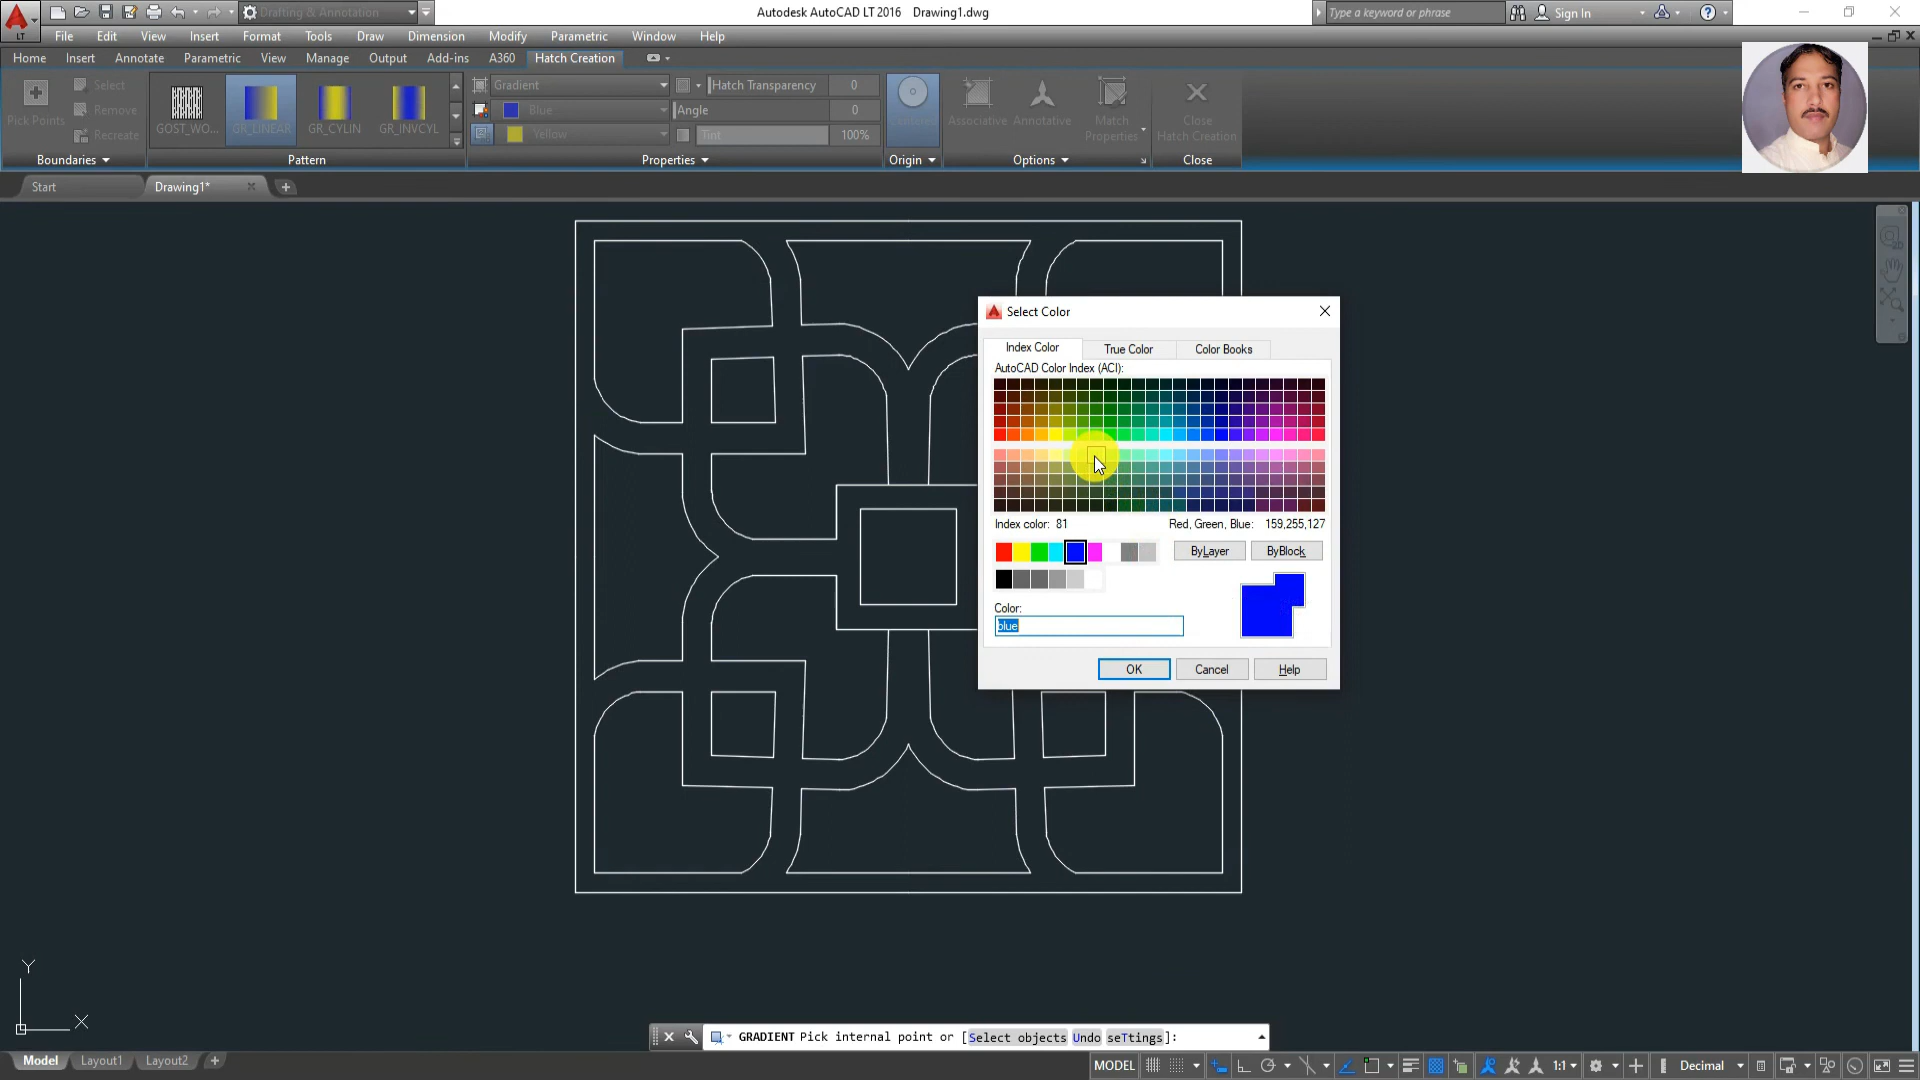 Drafting & Annotation
Autodesk AutoCAD LT 2016 Drawing1.dwg
Type a keyword or phrase
Sign In
LT
File Edit View Insert Format Tools Draw Dimension Modify Parametric Window Help
Home Insert Annotate Parametric View Manage Output Add-ins A360 Hatch Creation
Pick Points
Select
Remove
Recreate
Boundaries
GOST_WO...
GR_LINEAR
GR_CYLIN
GR_INVCYL
Pattern
Gradient
Blue
Yellow
Hatch Transparency 0
Angle 0
Tint 100%
Properties
Origin
Associative
Annotative
Match
Properties
Options
Close
Hatch Creation
Close
Start
Drawing1*
Select Color
Index Color
True Color
Color Books
AutoCAD Color Index (ACI):
Index color: 81
Red, Green, Blue: 159,255,127
ByLayer
ByBlock
Color:
blue
OK
Cancel
Help
Y
X
GRADIENT Pick internal point or [Select objects Undo seTtings]:
Model
Layout1
Layout2
MODEL
1:1
Decimal